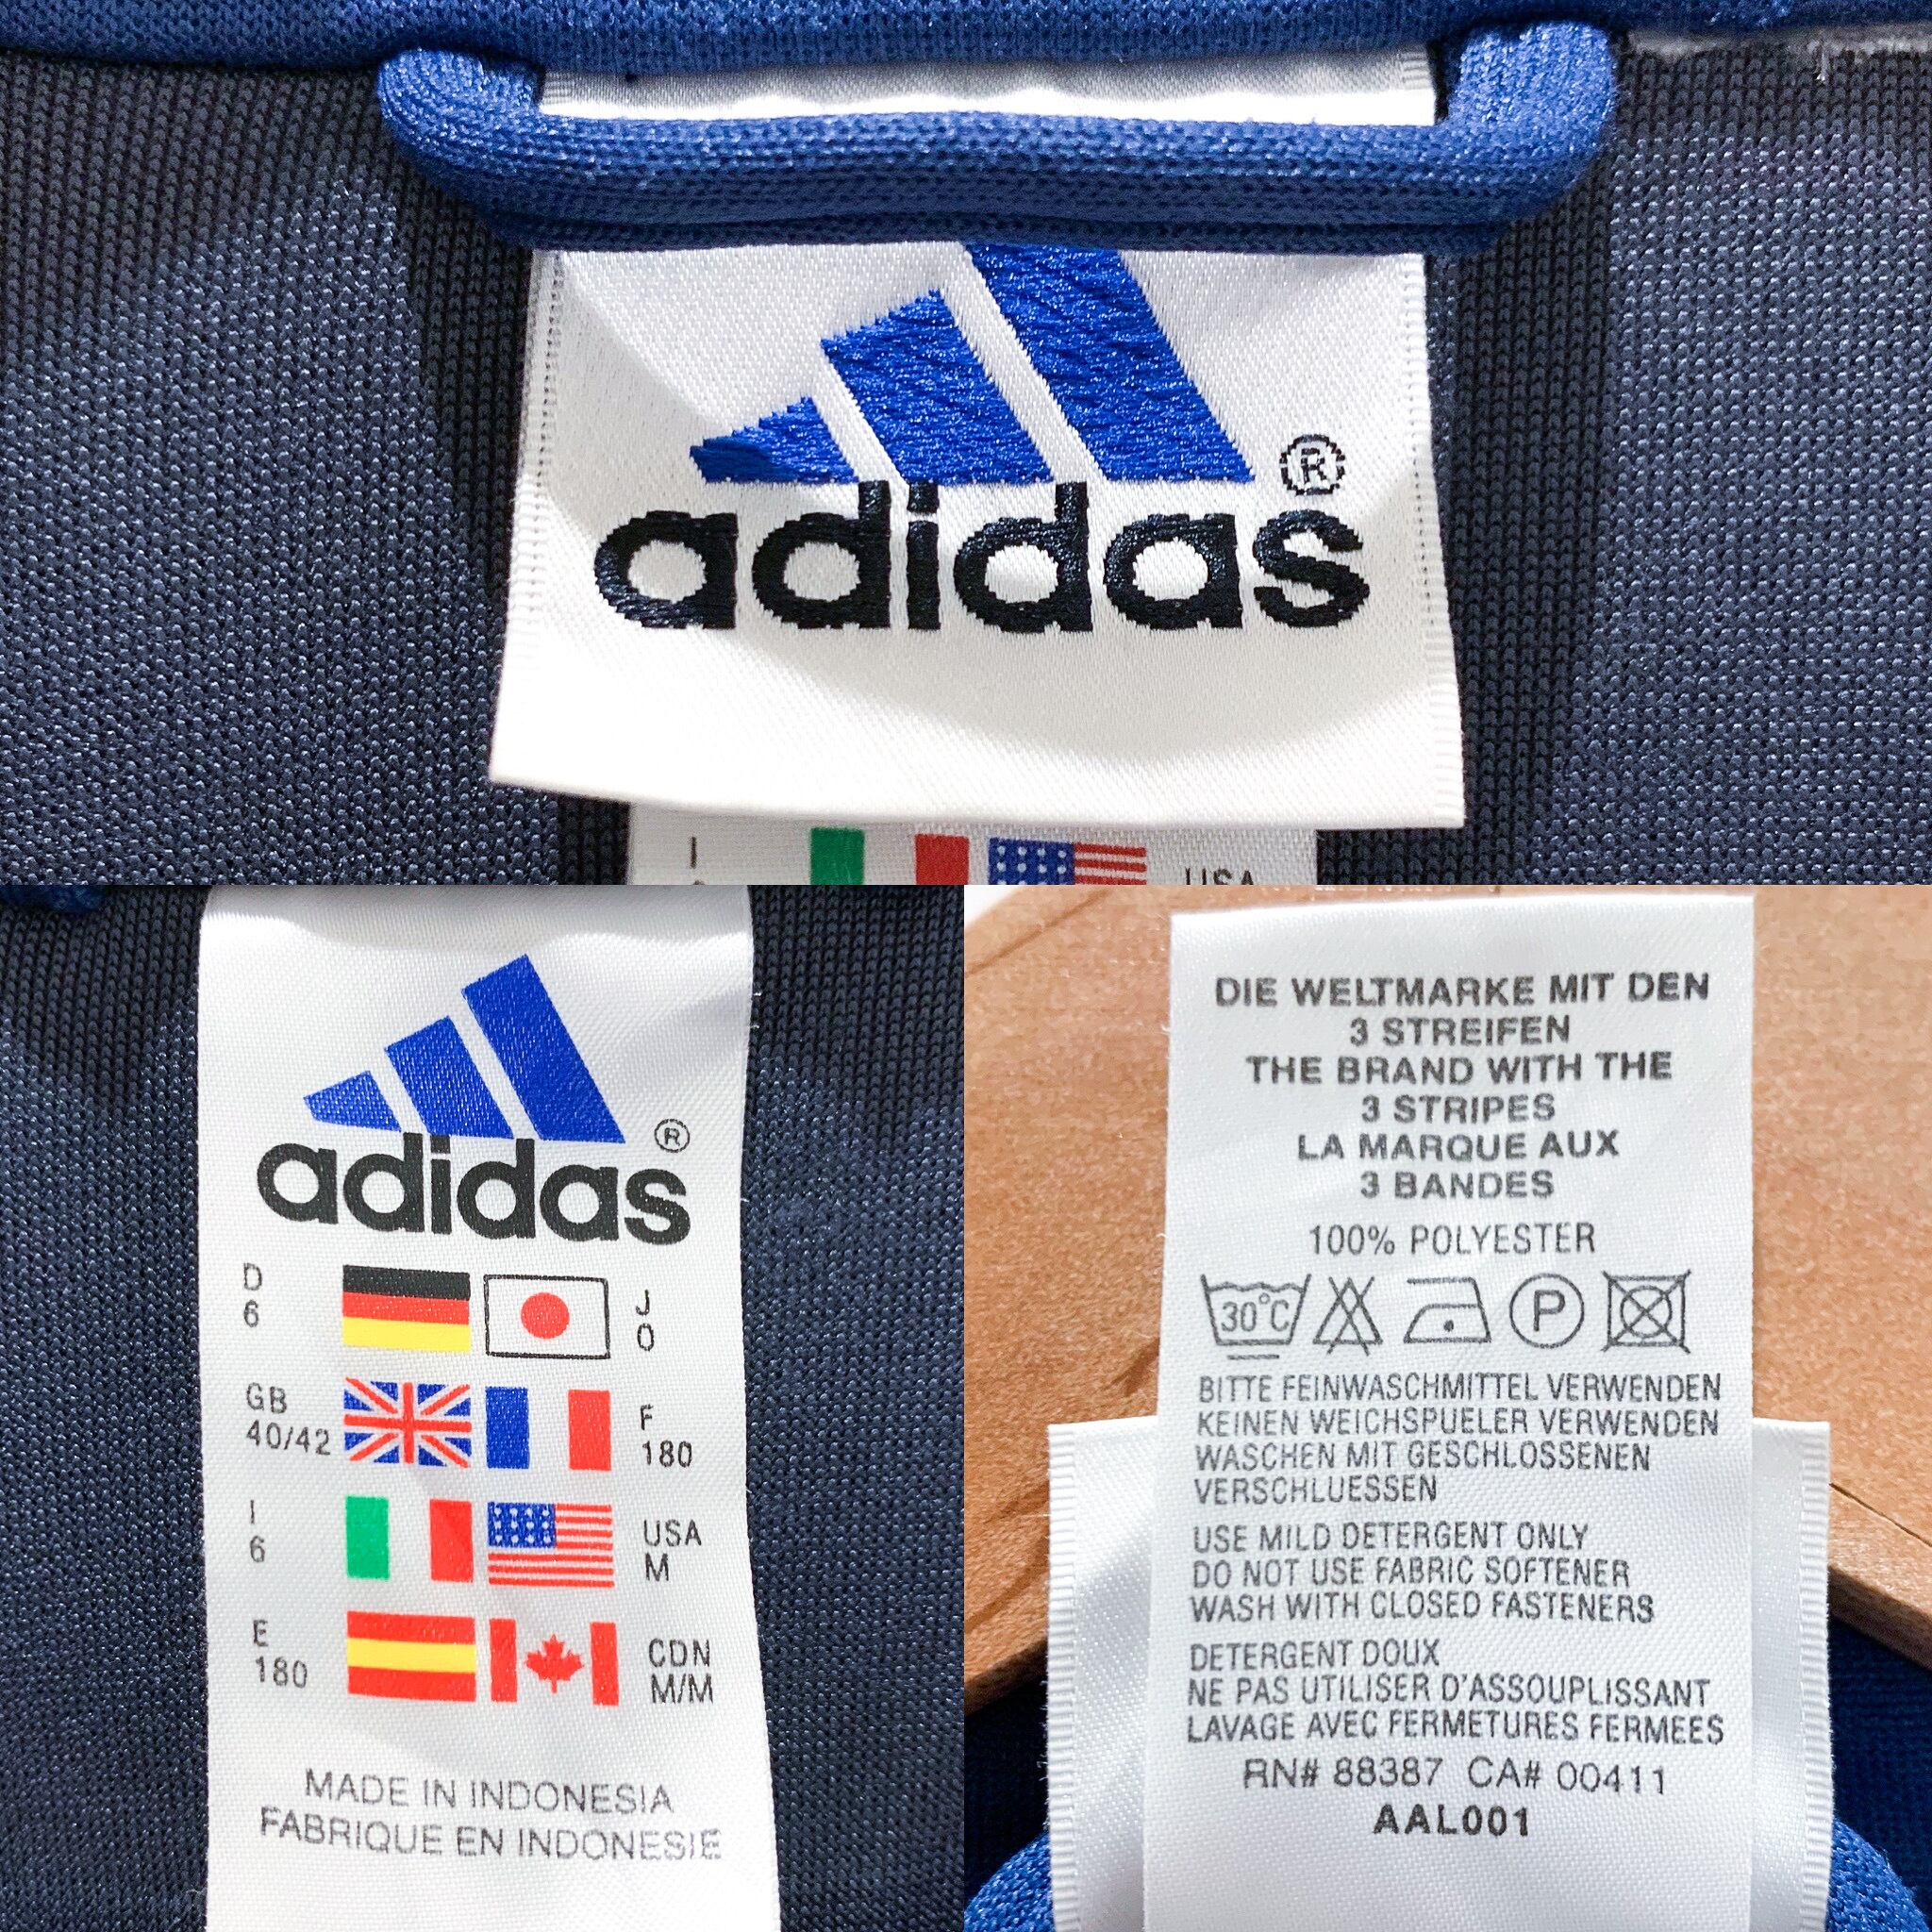 adidas ®
I
USA
adidas ®
D
6
J
O
GB
40/42
F
180
I
6
USA
M
E
180
CDN
M/M
MADE IN INDONESIA
FABRIQUE EN INDONESIE
DIE WELTMARKE MIT DEN
3 STREIFEN
THE BRAND WITH THE
3 STRIPES
LA MARQUE AUX
3 BANDES
100% POLYESTER
30°C P
BITTE FEINWASCHMITTEL VERWENDEN
KEINEN WEICHSPUELER VERWENDEN
WASCHEN MIT GESCHLOSSENEN
VERSCHLUESSEN
USE MILD DETERGENT ONLY
DO NOT USE FABRIC SOFTENER
WASH WITH CLOSED FASTENERS
DETERGENT DOUX
NE PAS UTILISER D'ASSOUPLISSANT
LAVAGE AVEC FERMETURES FERMEES
RN# 88387 CA# 00411
AAL001